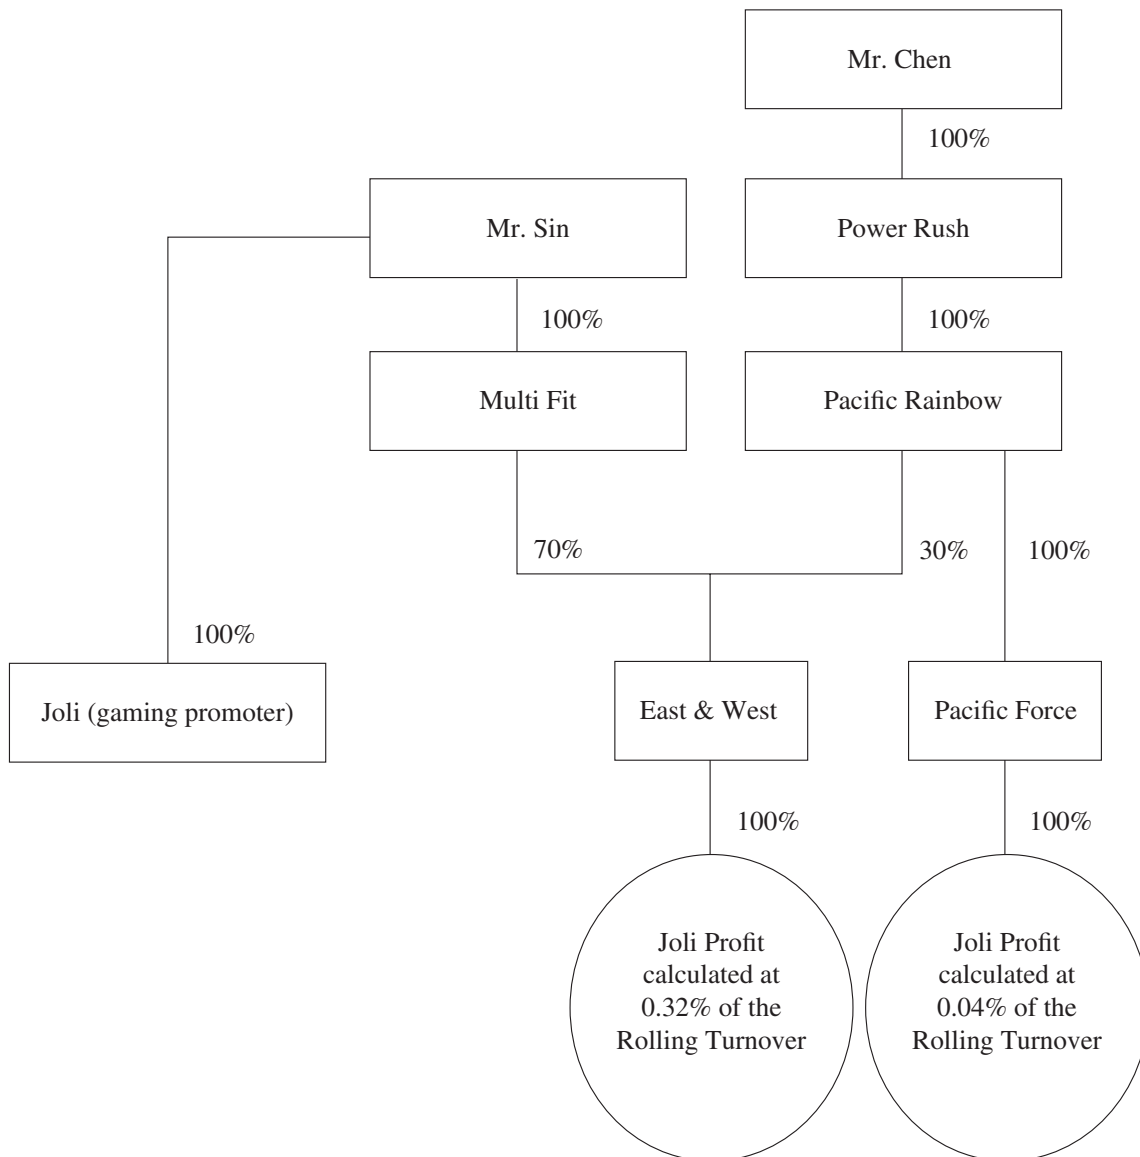 Mr. Chen
100%
Mr. Sin
Power Rush
100%
100%
Multi Fit
Pacific Rainbow
70%
30%
100%
100%
Joli (gaming promoter)
East & West
Pacific Force
100%
100%
Joli Profit
calculated at
0.32% of the
Rolling Turnover
Joli Profit
calculated at
0.04% of the
Rolling Turnover